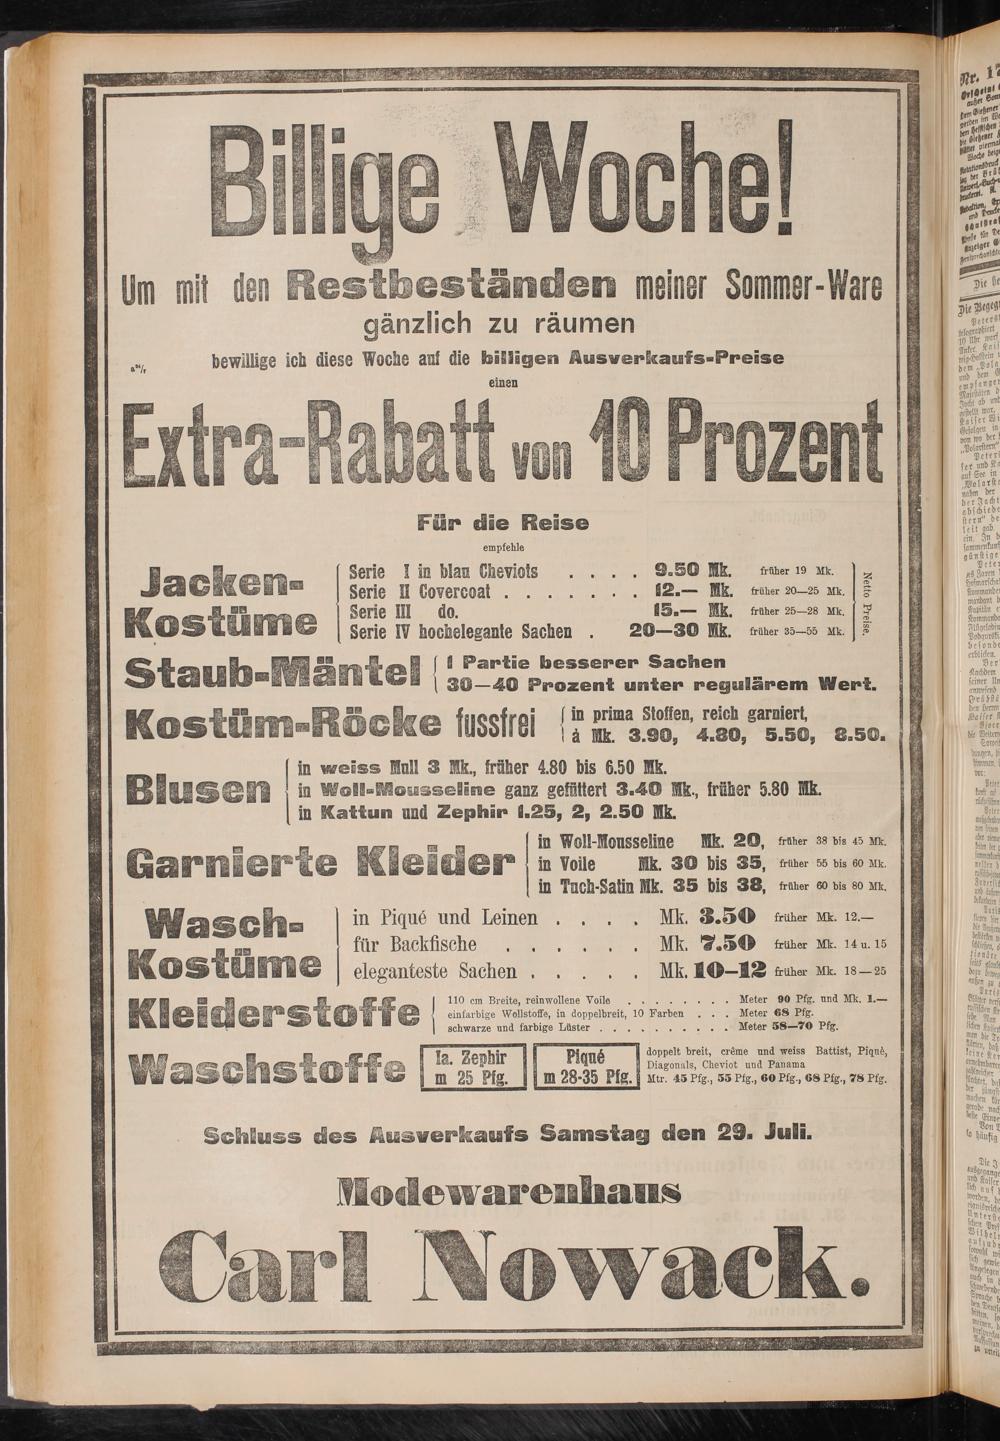 Billige Woche!
Um mit den Restbeständen meiner Sommer-Ware
gänzlich zu räumen
bewillige ich diese Woche auf die billigen Ausverkaufs-Preise
einen
Extra-Rabatt von 10 Prozent
Für die Reise
empfehle
Jacken-Kostüme
Serie I in blau Cheviots . . . . 9.50 Mk. früher 19 Mk.
Serie II Covercoat . . . . . . . 12.— Mk. früher 20—25 Mk.
Serie III do. 15.— Mk. früher 25—28 Mk.
Serie IV hochelegante Sachen . 20—30 Mk. früher 35—55 Mk.
Netto Preise.
Staub-Mäntel
1 Partie besserer Sachen
30—40 Prozent unter regulärem Wert.
Kostüm-Röcke fussfrei
in prima Stoffen, reich garniert,
à Mk. 3.90, 4.80, 5.50, 8.50.
Blusen
in weiss Mull 3 Mk., früher 4.80 bis 6.50 Mk.
in Woll-Mousseline ganz gefüttert 3.40 Mk., früher 5.80 Mk.
in Kattun und Zephir 1.25, 2, 2.50 Mk.
Garnierte Kleider
in Woll-Mousseline Mk. 20, früher 38 bis 45 Mk.
in Voile Mk. 30 bis 35, früher 55 bis 60 Mk.
in Tuch-Satin Mk. 35 bis 38, früher 60 bis 80 Mk.
Wasch-Kostüme
in Piqué und Leinen . . . . Mk. 3.50 früher Mk. 12.—
für Backfische . . . . . . Mk. 7.50 früher Mk. 14 u. 15
eleganteste Sachen . . . . . Mk. 10—12 früher Mk. 18—25
Kleiderstoffe
110 cm Breite, reinwollene Voile . . . . . . . . Meter 90 Pfg. und Mk. 1.—
einfarbige Wollstoffe, in doppelbreit, 10 Farben . . . Meter 68 Pfg.
schwarze und farbige Lüster . . . . . . . . . . Meter 58—70 Pfg.
Waschstoffe
Ia. Zephir
m 25 Pfg.
Piqué
m 28-35 Pfg.
doppelt breit, crême und weiss Battist, Piqué,
Diagonals, Cheviot und Panama
Mtr. 45 Pfg., 55 Pfg., 60 Pfg., 68 Pfg., 78 Pfg.
Schluss des Ausverkaufs Samstag den 29. Juli.
Modewarenhaus
Carl Nowack.